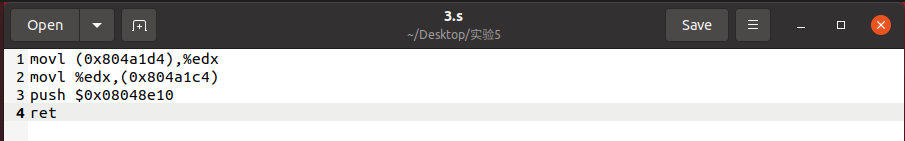 Open
3.s
~/Desktop/实验5
Save
1 movl (0x804a1d4),%edx
2 movl %edx,(0x804a1c4)
3 push $0x08048e10
4 ret